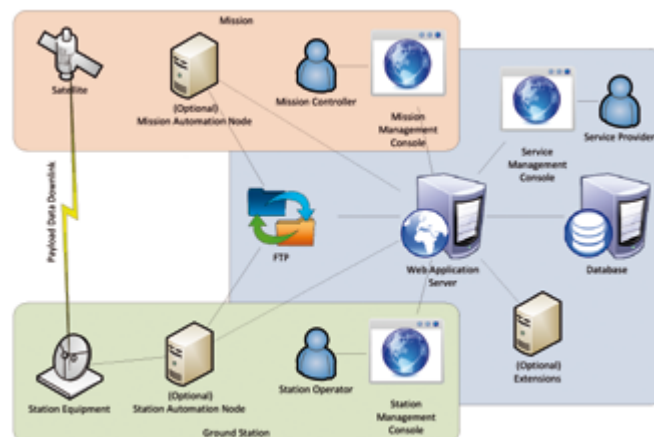 Mission
Satellite
(Optional)
Mission Automation Node
Mission Controller
Mission
Management
Console
Service
Management
Console
Service Provider
Payload Data Downlink
FTP
Web Application
Server
Database
Station Equipment
(Optional)
Station Automation Node
Station Operator
Station
Management
Console
(Optional)
Extensions
Ground Station